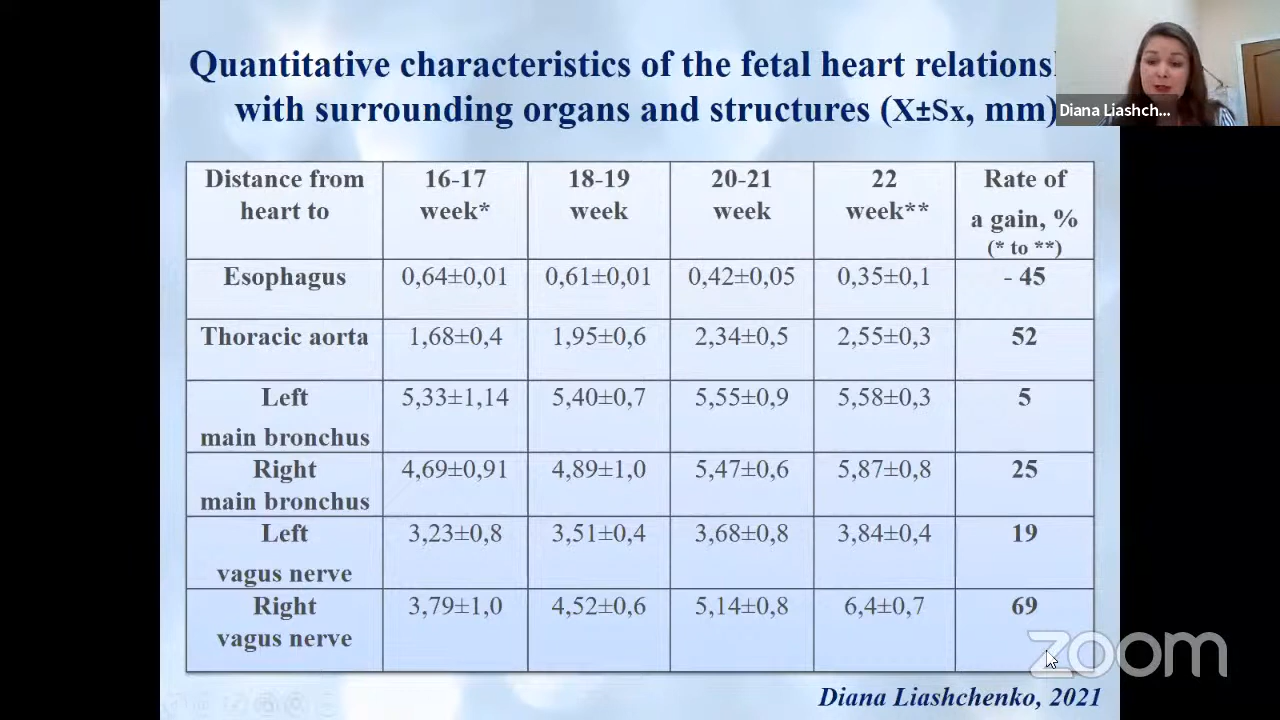 Quantitative characteristics of the fetal heart relations
with surrounding organs and structures (X±Sx, mm)
Diana Liashch...
Distance from heart to | 16-17 week* | 18-19 week | 20-21 week | 22 week** | Rate of a gain, % (* to **)
Esophagus | 0,64±0,01 | 0,61±0,01 | 0,42±0,05 | 0,35±0,1 | - 45
Thoracic aorta | 1,68±0,4 | 1,95±0,6 | 2,34±0,5 | 2,55±0,3 | 52
Left main bronchus | 5,33±1,14 | 5,40±0,7 | 5,55±0,9 | 5,58±0,3 | 5
Right main bronchus | 4,69±0,91 | 4,89±1,0 | 5,47±0,6 | 5,87±0,8 | 25
Left vagus nerve | 3,23±0,8 | 3,51±0,4 | 3,68±0,8 | 3,84±0,4 | 19
Right vagus nerve | 3,79±1,0 | 4,52±0,6 | 5,14±0,8 | 6,4±0,7 | 69
zoom
Diana Liashchenko, 2021